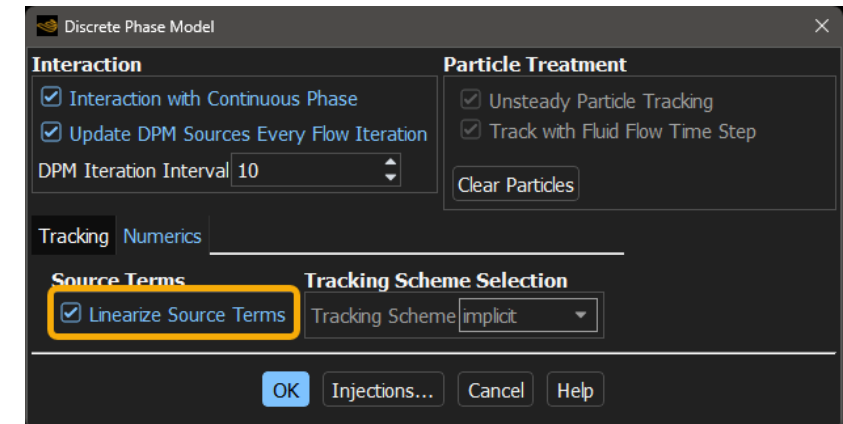 Discrete Phase Model
Interaction
Interaction with Continuous Phase
Update DPM Sources Every Flow Iteration
DPM Iteration Interval 10
Particle Treatment
Unsteady Particle Tracking
Track with Fluid Flow Time Step
Clear Particles
Tracking Numerics
Source Terms
Linearize Source Terms
Tracking Scheme Selection
Tracking Scheme implicit
OK Injections... Cancel Help